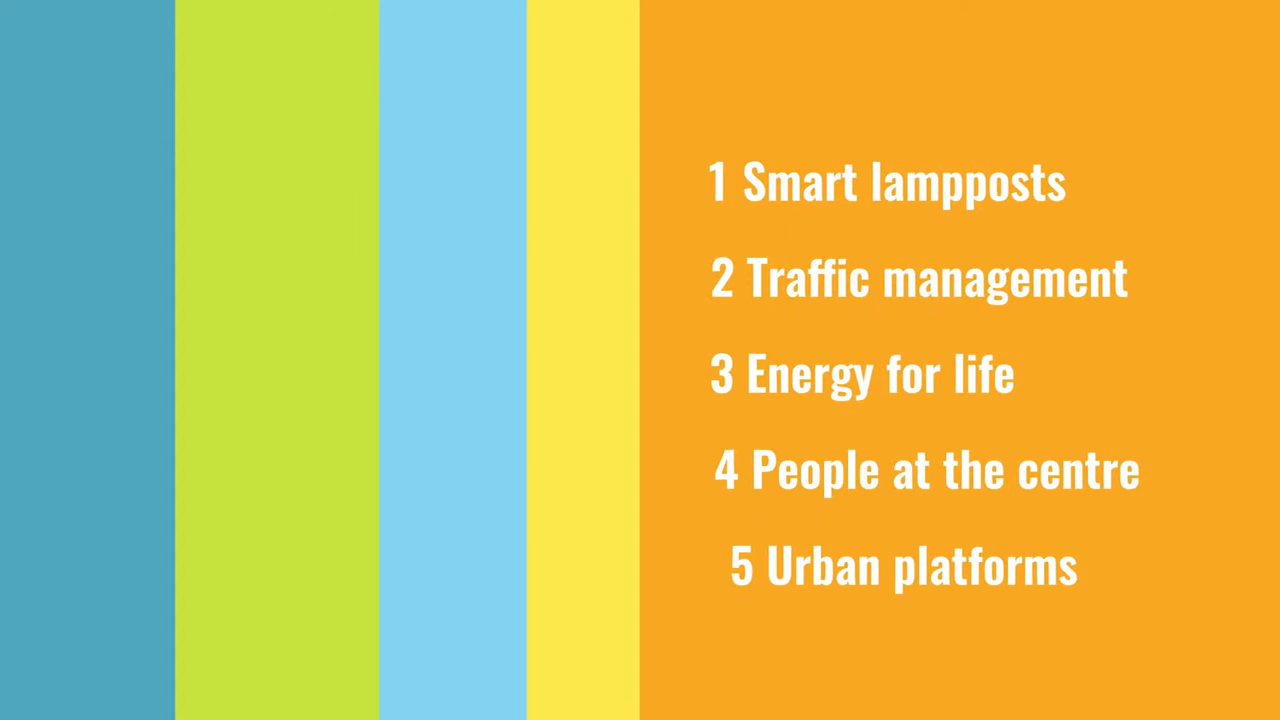 1 Smart lampposts
2 Traffic management
3 Energy for life
4 People at the centre
5 Urban platforms